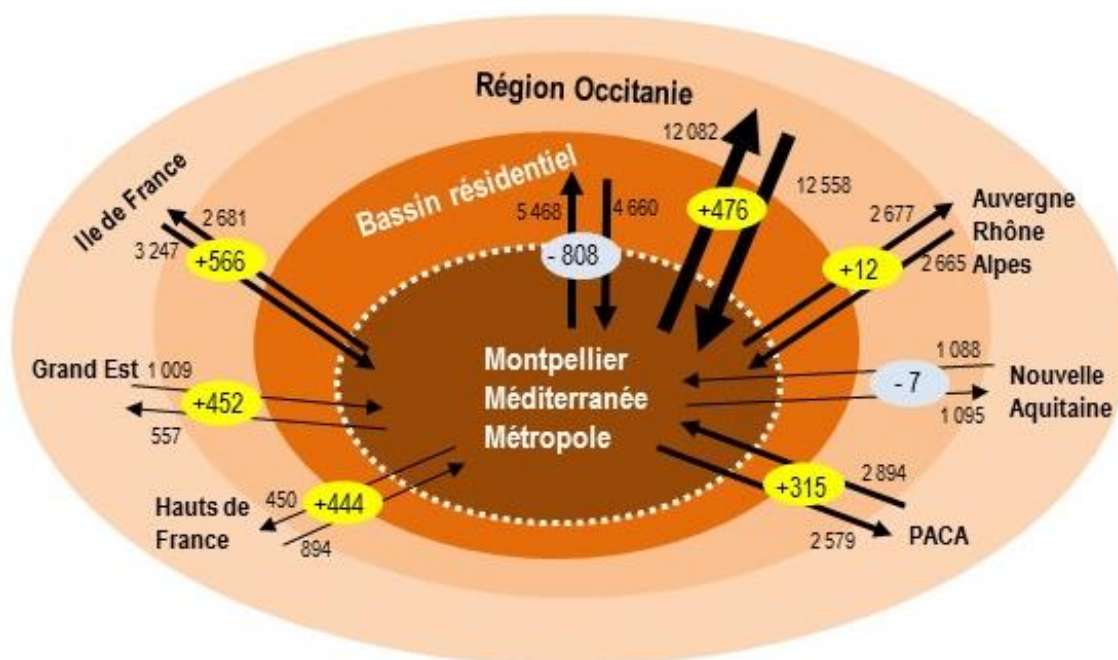 Région Occitanie
12 082
12 558
+476
Bassin résidentiel
5 468
4 660
- 808
Ile de France
2 681
3 247
+566
Auvergne
Rhône
Alpes
2 677
2 665
+12
Grand Est
1 009
+452
557
Montpellier
Méditerranée
Métropole
1 088
- 7
1 095
Nouvelle
Aquitaine
Hauts de
France
450
+444
894
+315
2 894
2 579
PACA